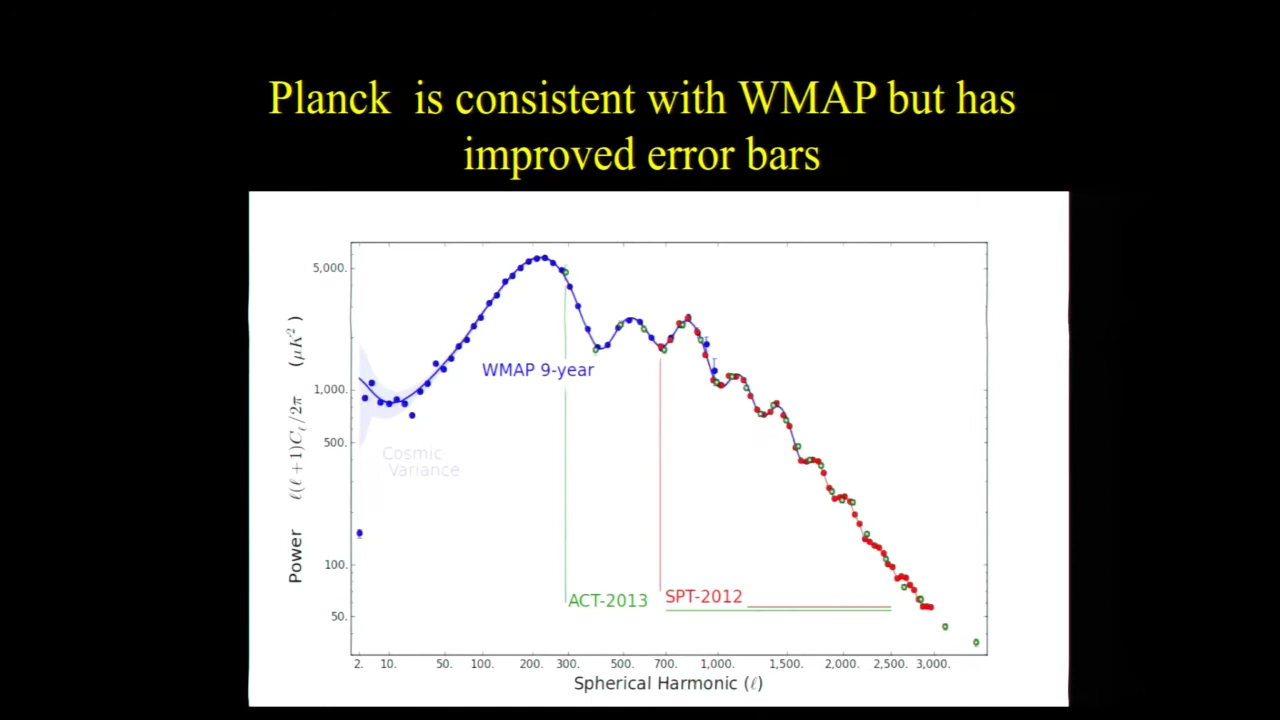 Planck is consistent with WMAP but has
improved error bars
5,000.
1,000.
500.
100.
50.
Power ℓ(ℓ+1)C_ℓ/2π (μK²)
WMAP 9-year
Cosmic
Variance
ACT-2013
SPT-2012
2. 10. 50. 100. 200. 300. 500. 700. 1,000. 1,500. 2,000. 2,500. 3,000.
Spherical Harmonic (ℓ)